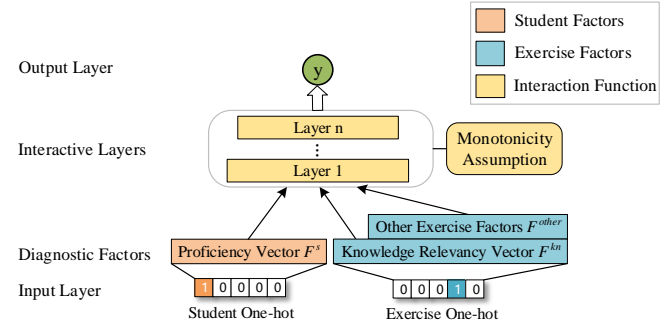 Student Factors
Exercise Factors
Interaction Function
Output Layer
y
Interactive Layers
Layer n
⋮
Layer 1
Monotonicity
Assumption
Diagnostic Factors
Proficiency Vector F^s
Other Exercise Factors F^other
Knowledge Relevancy Vector F^kn
Input Layer
1 0 0 0 0
0 0 0 1 0
Student One-hot
Exercise One-hot